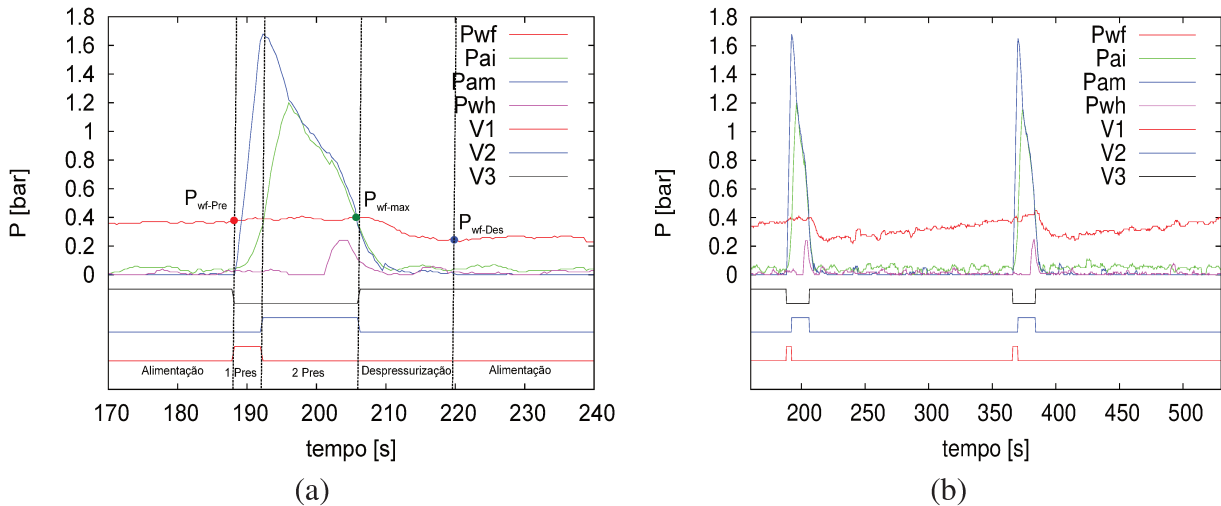 Pwf
Pai
Pam
Pwh
V1
V2
V3
P [bar]
1.8
1.6
1.4
1.2
1
0.8
0.6
0.4
0.2
0
Pwf-Pre
Pwf-max
Pwf-Des
Alimentação 1 Pres 2 Pres Despressurização Alimentação
170 180 190 200 210 220 230 240
tempo [s]
(a)
Pwf
Pai
Pam
Pwh
V1
V2
V3
P [bar]
1.8
1.6
1.4
1.2
1
0.8
0.6
0.4
0.2
0
200 250 300 350 400 450 500
tempo [s]
(b)